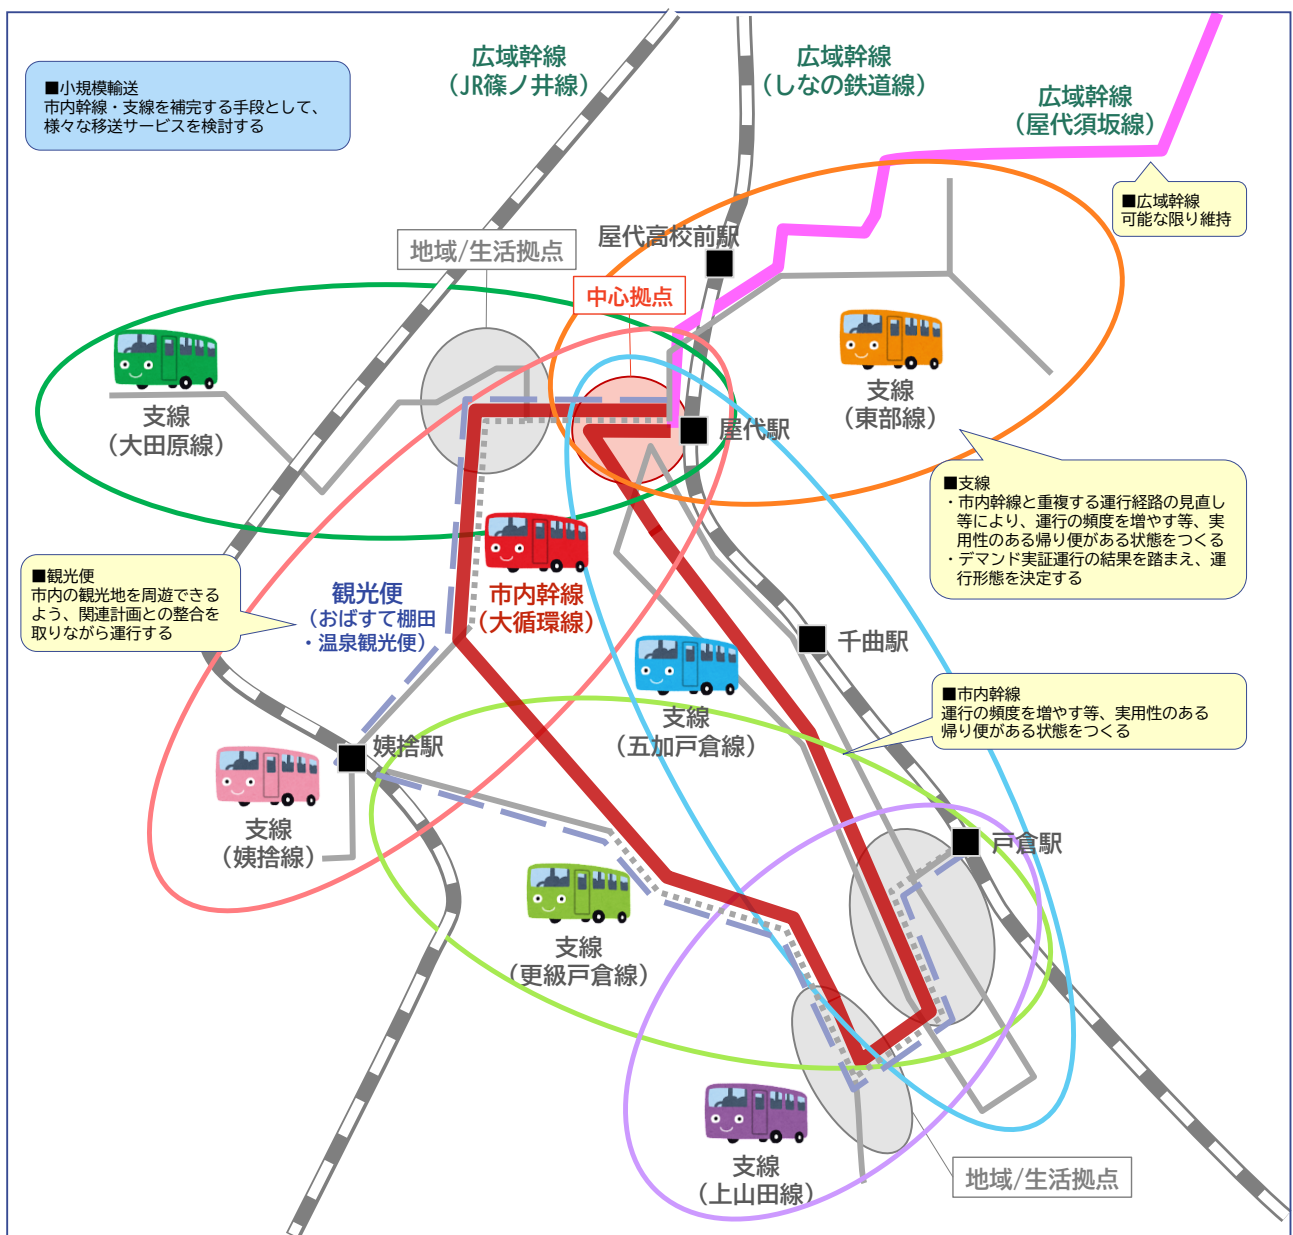 広域幹線
（JR篠ノ井線）
広域幹線
（しなの鉄道線）
広域幹線
（屋代須坂線）
■小規模輸送
市内幹線・支線を補完する手段として、
様々な移送サービスを検討する
■広域幹線
可能な限り維持
地域/生活拠点
屋代高校前駅
中心拠点
支線
（大田原線）
支線
（東部線）
屋代駅
■支線
・市内幹線と重複する運行経路の見直し
等により、運行の頻度を増やす等、実
用性のある帰り便がある状態をつくる
・デマンド実証運行の結果を踏まえ、運
行形態を決定する
■観光便
市内の観光地を周遊できる
よう、関連計画との整合を
取りながら運行する
観光便
（おばすて棚田
・温泉観光便）
市内幹線
（大循環線）
千曲駅
支線
（五加戸倉線）
■市内幹線
運行の頻度を増やす等、実用性のある
帰り便がある状態をつくる
姨捨駅
支線
（姨捨線）
戸倉駅
支線
（更級戸倉線）
支線
（上山田線）
地域/生活拠点